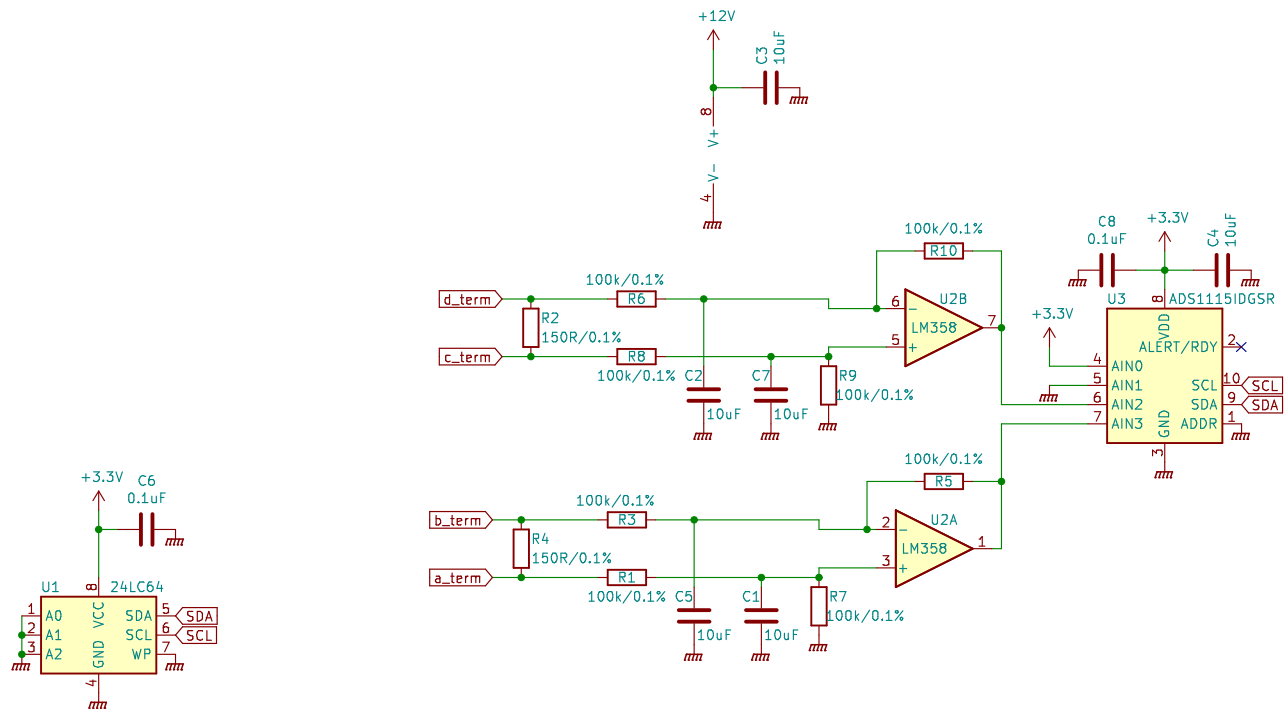 +12V
C3
10uF
8
V+
V-
4
100k/0.1%
R10
100k/0.1%
d_term
R6
R2
150R/0.1%
c_term
R8
100k/0.1%
C2
10uF
C7
10uF
R9
100k/0.1%
6
-
U2B
LM358
7
5
+
C8
0.1uF
+3.3V
C4
10uF
U3
8
ADS1115IDGSR
VDD
+3.3V
ALERT/RDY
2
4
AIN0
5
AIN1
SCL
10
SCL
6
AIN2
SDA
9
SDA
7
AIN3
ADDR
1
GND
3
100k/0.1%
R5
100k/0.1%
b_term
R3
R4
150R/0.1%
a_term
R1
100k/0.1%
C5
10uF
C1
10uF
R7
100k/0.1%
2
-
U2A
LM358
1
3
+
+3.3V
C6
0.1uF
U1
8
24LC64
VCC
1
A0
SDA
5
SDA
2
A1
SCL
6
SCL
3
A2
WP
7
GND
4